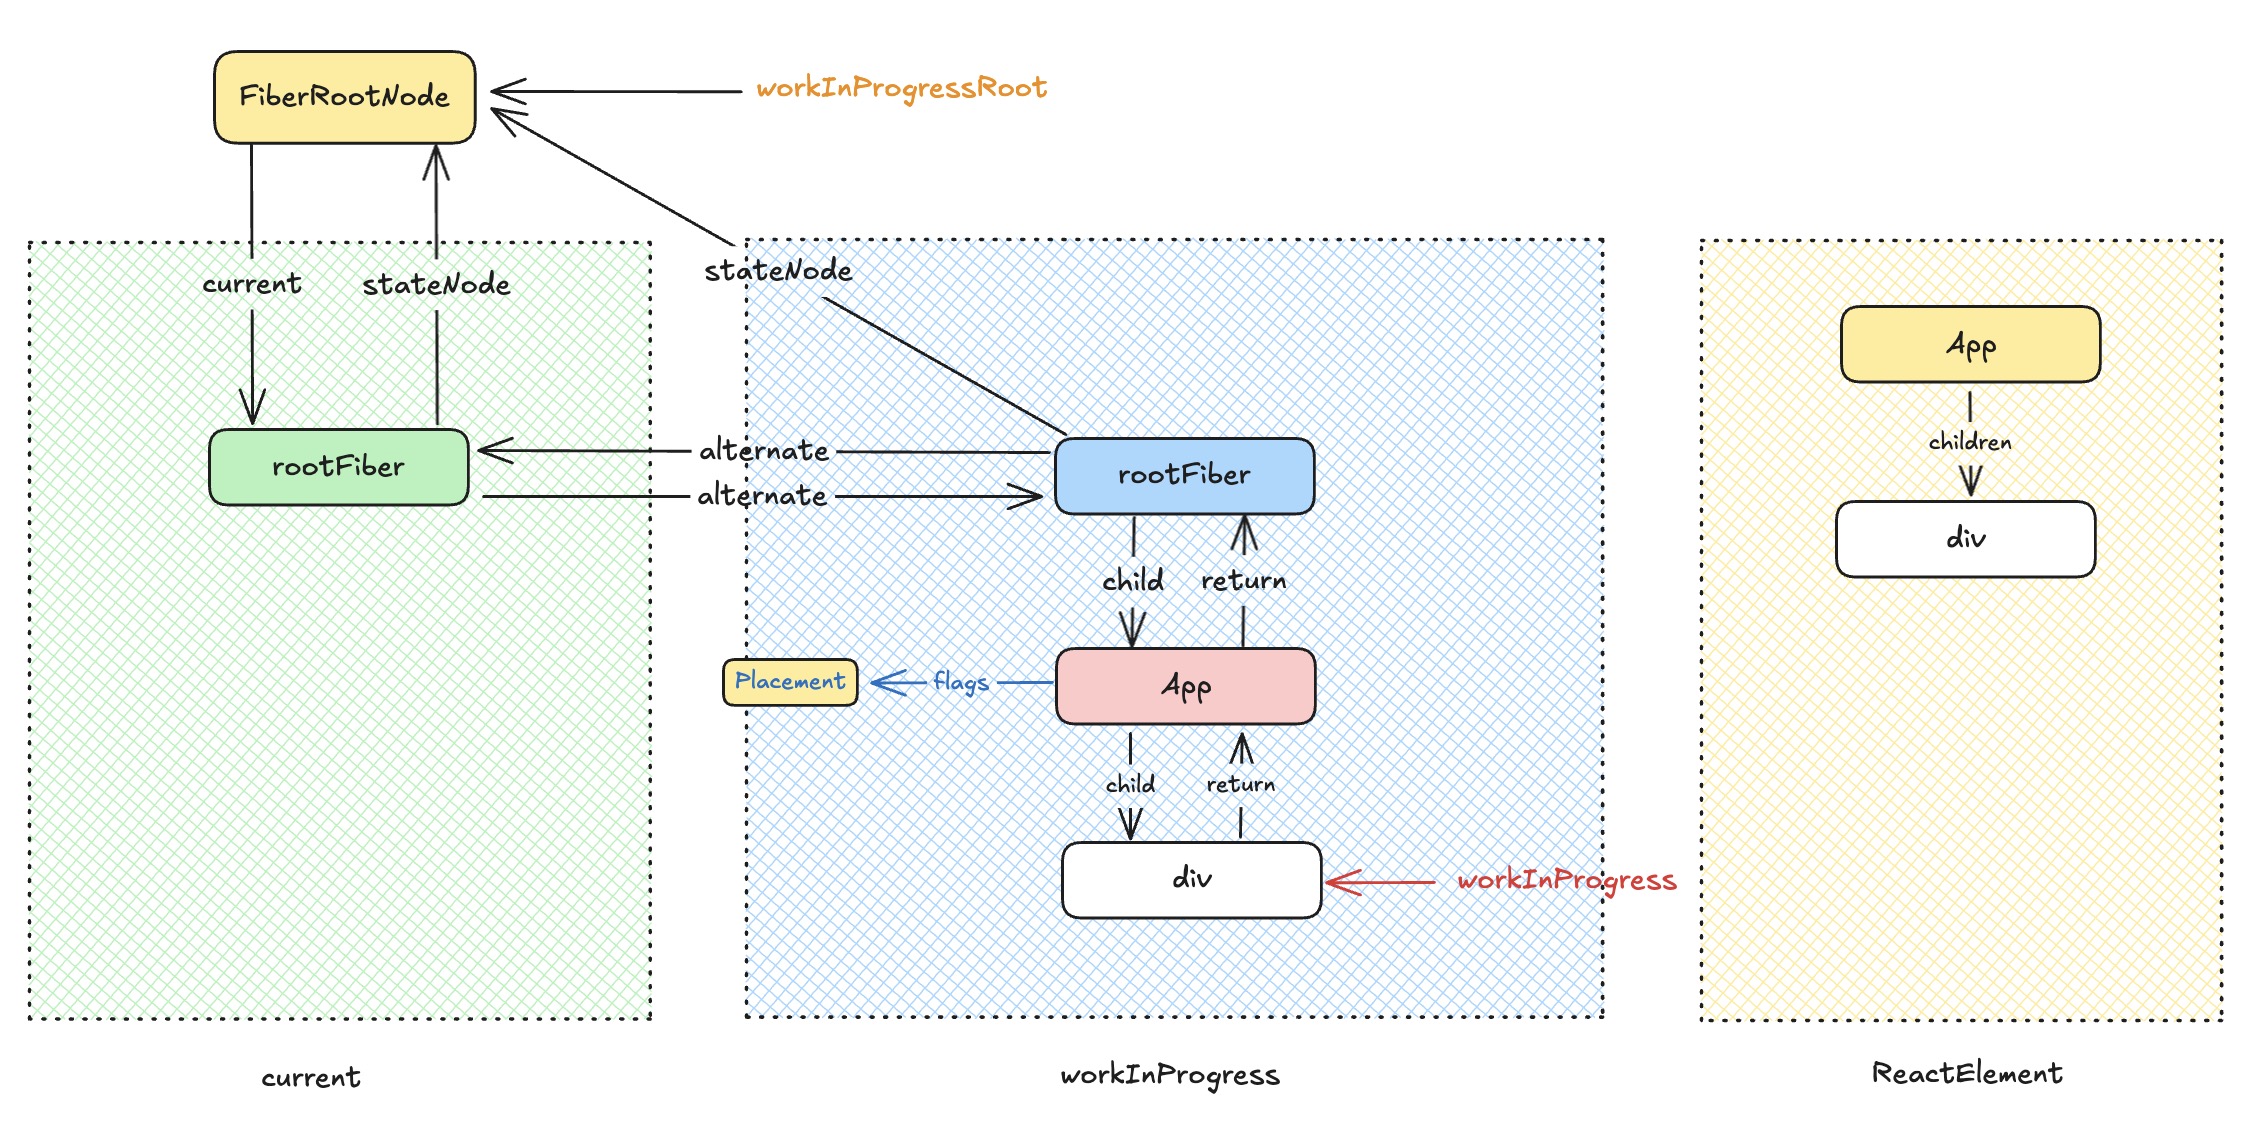 FiberRootNode
workInProgressRoot
current
stateNode
stateNode
rootFiber
alternate
alternate
rootFiber
child
return
Placement
flags
App
child
return
div
workInProgress
App
children
div
current
workInProgress
ReactElement